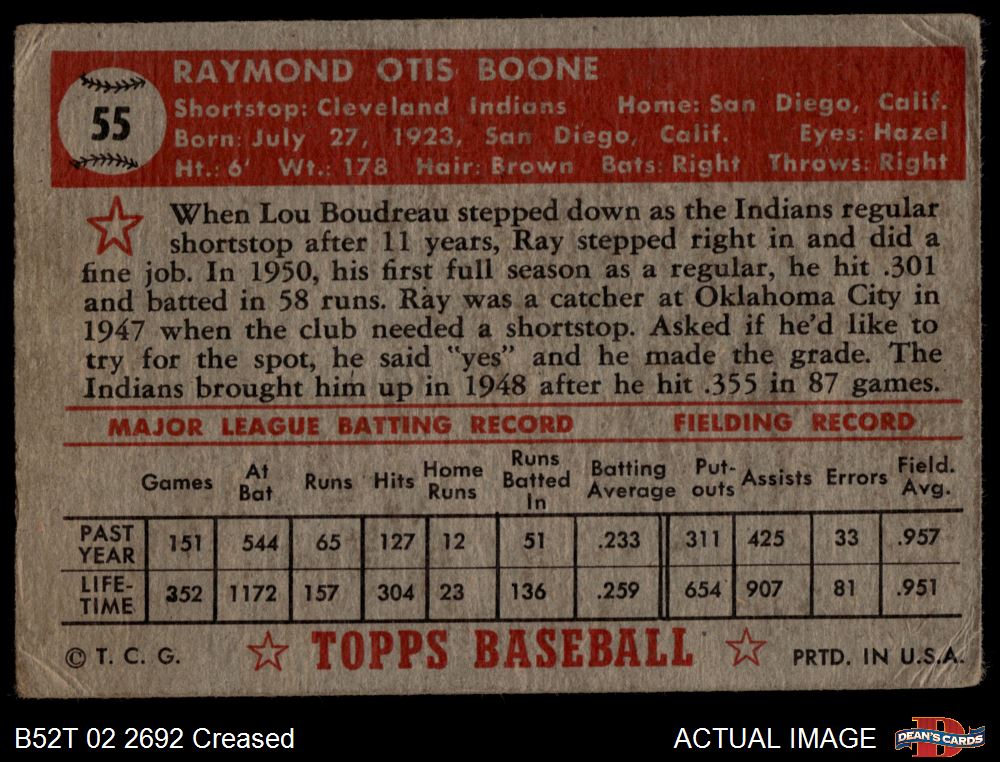 55
RAYMOND OTIS BOONE
Shortstop: Cleveland Indians Home: San Diego, Calif.
Born: July 27, 1923, San Diego, Calif. Eyes: Hazel
Ht.: 6' Wt.: 178 Hair: Brown Bats: Right Throws: Right
When Lou Boudreau stepped down as the Indians regular
shortstop after 11 years, Ray stepped right in and did a
fine job. In 1950, his first full season as a regular, he hit .301
and batted in 58 runs. Ray was a catcher at Oklahoma City in
1947 when the club needed a shortstop. Asked if he'd like to
try for the spot, he said "yes" and he made the grade. The
Indians brought him up in 1948 after he hit .355 in 87 games.
MAJOR LEAGUE BATTING RECORD FIELDING RECORD
Games At Bat Runs Hits Home Runs Runs Batted In Batting Average Put-outs Assists Errors Field. Avg.
PAST YEAR 151 544 65 127 12 51 .233 311 425 33 .957
LIFE-TIME 352 1172 157 304 23 136 .259 654 907 81 .951
© T. C. G. TOPPS BASEBALL PRTD. IN U.S.A.
B52T 02 2692 Creased ACTUAL IMAGE DEAN'S CARDS